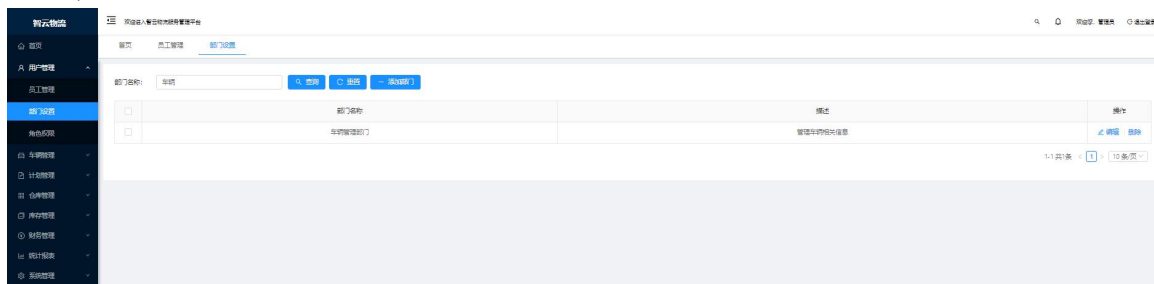 智云物流
欢迎进入智云物流服务管理平台
欢迎您，管理员 退出登录
首页
用户管理
员工管理
部门设置
角色权限
车辆管理
计划管理
仓库管理
库存管理
财务管理
统计报表
系统管理
首页 员工管理 部门设置
部门名称： 车辆 查询 重置 添加部门
部门名称 描述 操作
车辆管理部门 管理车辆相关信息 编辑 删除
1-1 共1条 < 1 > 10 条/页